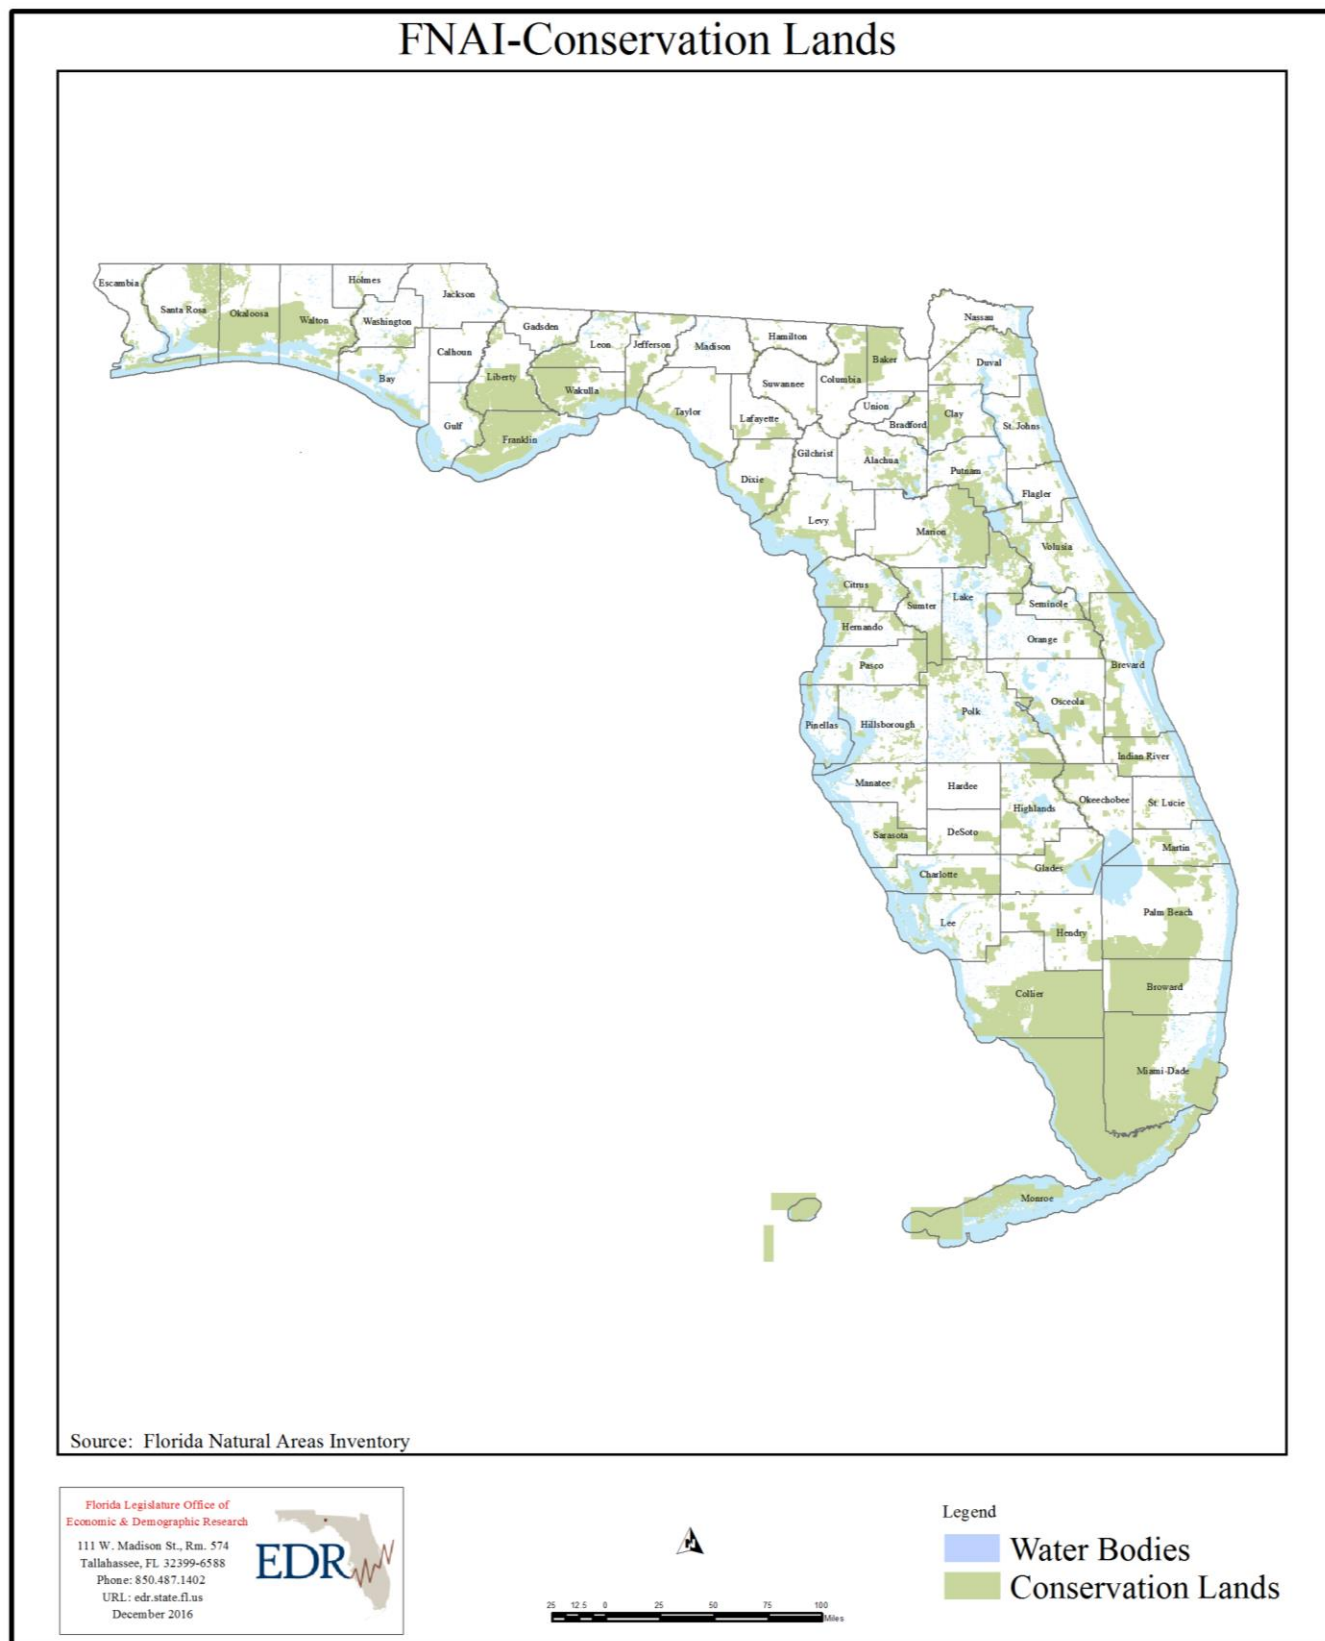 FNAI-Conservation Lands
Escambia
Santa Rosa
Okaloosa
Walton
Holmes
Washington
Jackson
Bay
Calhoun
Gulf
Gadsden
Liberty
Franklin
Leon
Wakulla
Jefferson
Madison
Taylor
Hamilton
Suwannee
Lafayette
Dixie
Columbia
Baker
Nassau
Duval
Union
Bradford
Clay
St. Johns
Gilchrist
Alachua
Putnam
Flagler
Levy
Marion
Volusia
Citrus
Sumter
Lake
Seminole
Hernando
Orange
Pasco
Brevard
Osceola
Pinellas
Hillsborough
Polk
Indian River
Manatee
Hardee
Highlands
Okeechobee
St. Lucie
Sarasota
DeSoto
Martin
Charlotte
Glades
Lee
Hendry
Palm Beach
Collier
Broward
Miami-Dade
Monroe
Source: Florida Natural Areas Inventory
Florida Legislature Office of
Economic & Demographic Research
111 W. Madison St., Rm. 574
Tallahassee, FL 32399-6588
Phone: 850.487.1402
URL: edr.state.fl.us
December 2016
EDR
25 12.5 0 25 50 75 100
Miles
Legend
Water Bodies
Conservation Lands